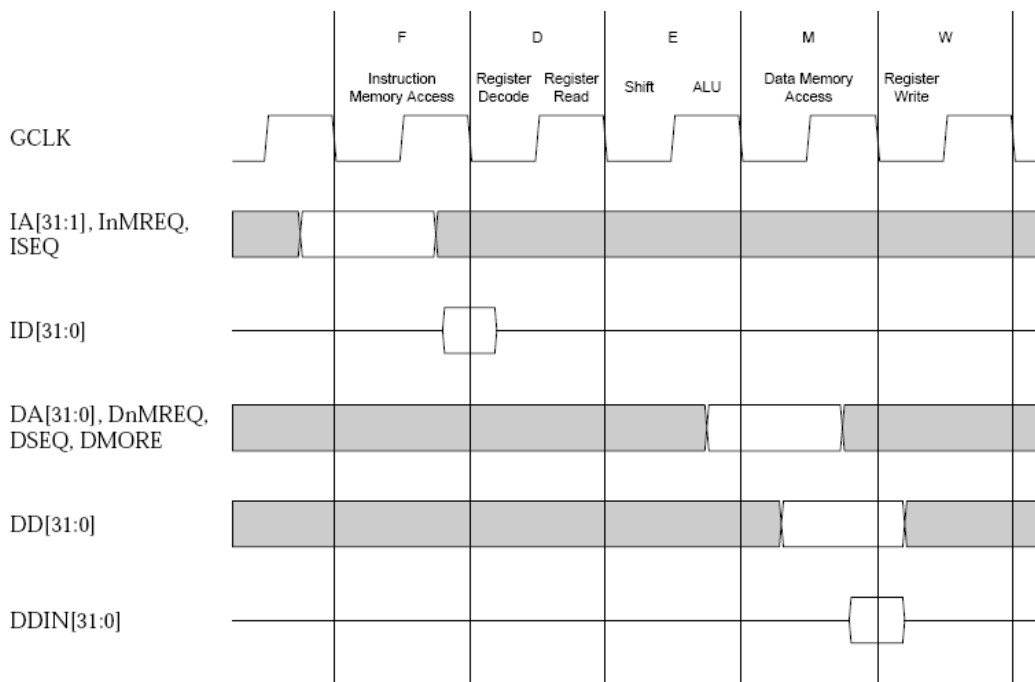 F D E M W
Instruction Register Register Shift ALU Data Memory Register
Memory Access Decode Read Access Write
GCLK
IA[31:1], InMREQ,
ISEQ
ID[31:0]
DA[31:0], DnMREQ,
DSEQ, DMORE
DD[31:0]
DDIN[31:0]